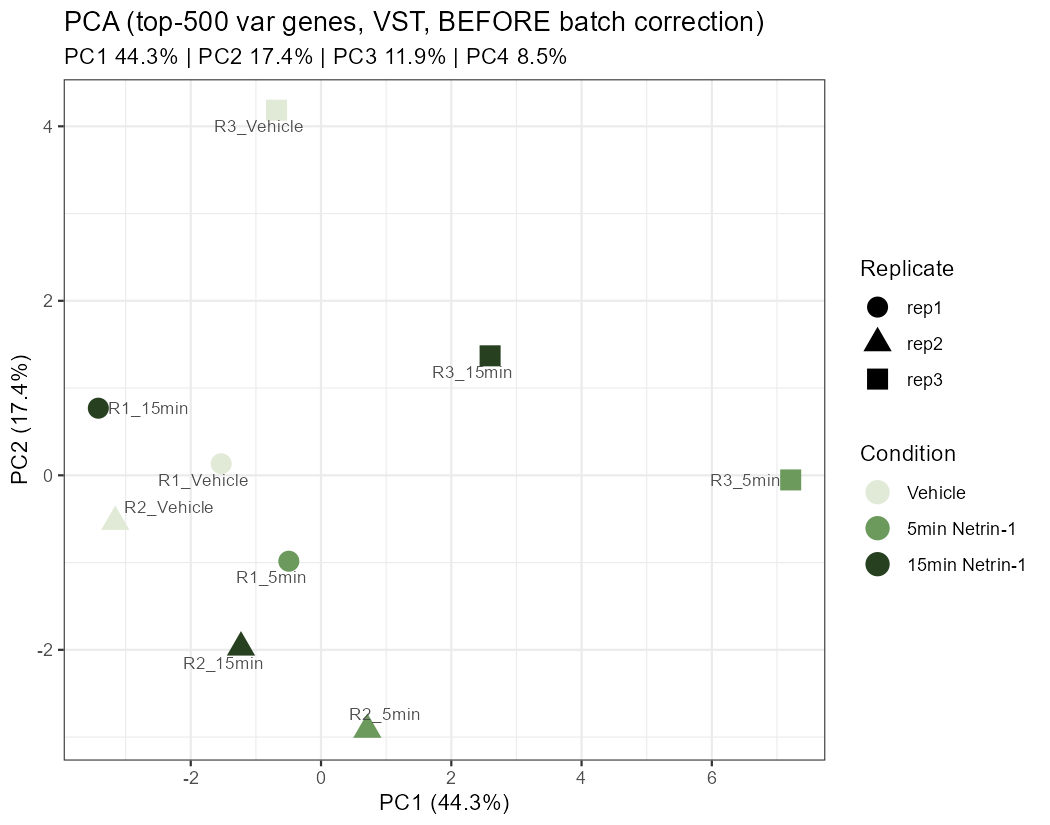 PCA (top-500 var genes, VST, BEFORE batch correction)
PC1 44.3% | PC2 17.4% | PC3 11.9% | PC4 8.5%
4
2
0
-2
PC2 (17.4%)
R3_Vehicle
R3_15min
R1_15min
R1_Vehicle
R3_5min
R2_Vehicle
R1_5min
R2_15min
R2_5min
-2
0
2
4
6
PC1 (44.3%)
Replicate
rep1
rep2
rep3
Condition
Vehicle
5min Netrin-1
15min Netrin-1